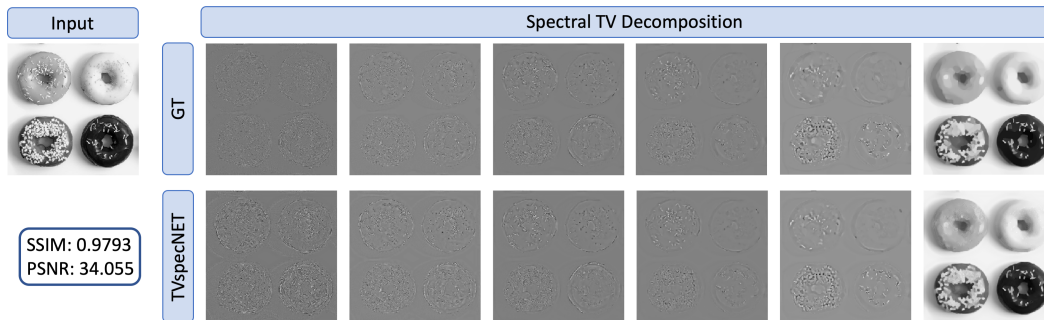 Input
Spectral TV Decomposition
GT
TVspecNET
SSIM: 0.9793
PSNR: 34.055